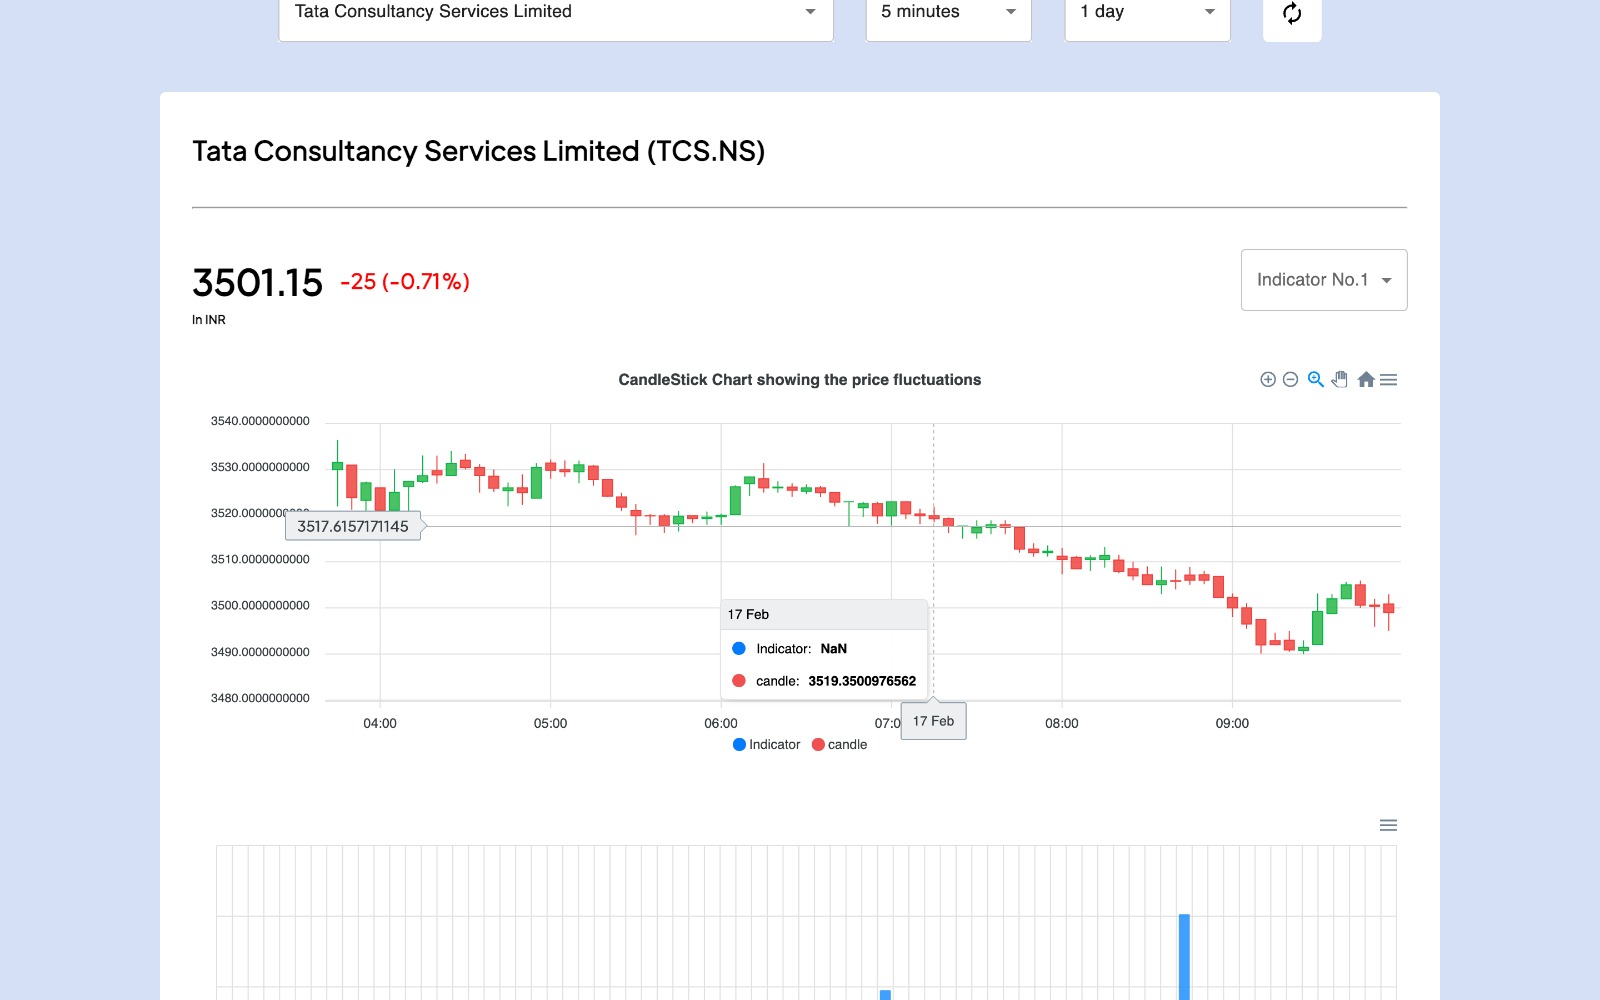 Tata Consultancy Services Limited
5 minutes
1 day
Tata Consultancy Services Limited (TCS.NS)
3501.15 -25 (-0.71%)
In INR
Indicator No.1
CandleStick Chart showing the price fluctuations
3540.0000000000
3530.0000000000
3520.0000000000
3517.6157171145
3510.0000000000
3500.0000000000
3490.0000000000
3480.0000000000
17 Feb
Indicator: NaN
candle: 3519.3500976562
04:00 05:00 06:00 07:0 17 Feb 08:00 09:00
Indicator candle